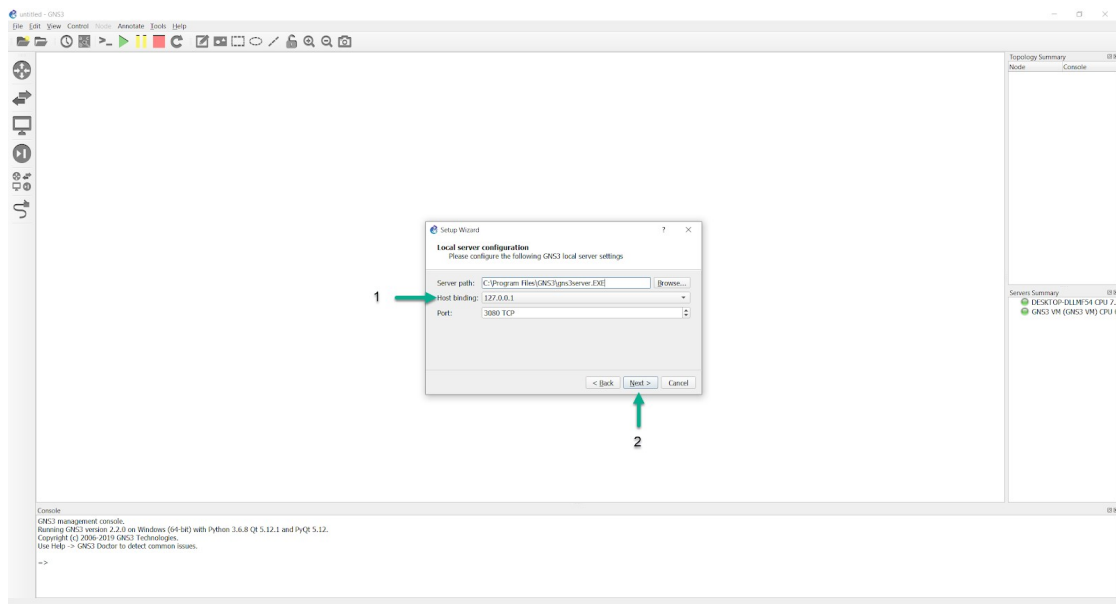 untitled - GNS3
File Edit View Control Node Annotate Tools Help
Topology Summary
Node Console
Setup Wizard ? ×
Local server configuration
Please configure the following GNS3 local server settings
Server path: C:\Program Files\GNS3\gns3server.EXE Browse...
1
Host binding: 127.0.0.1
Port: 3080 TCP
< Back Next > Cancel
2
Servers Summary
DESKTOP-DLLMF54 CPU 7.
GNS3 VM (GNS3 VM) CPU
Console
GNS3 management console.
Running GNS3 version 2.2.0 on Windows (64-bit) with Python 3.6.8 Qt 5.12.1 and PyQt 5.12.
Copyright (c) 2006-2019 GNS3 Technologies.
Use Help -> GNS3 Doctor to detect common issues.
=>